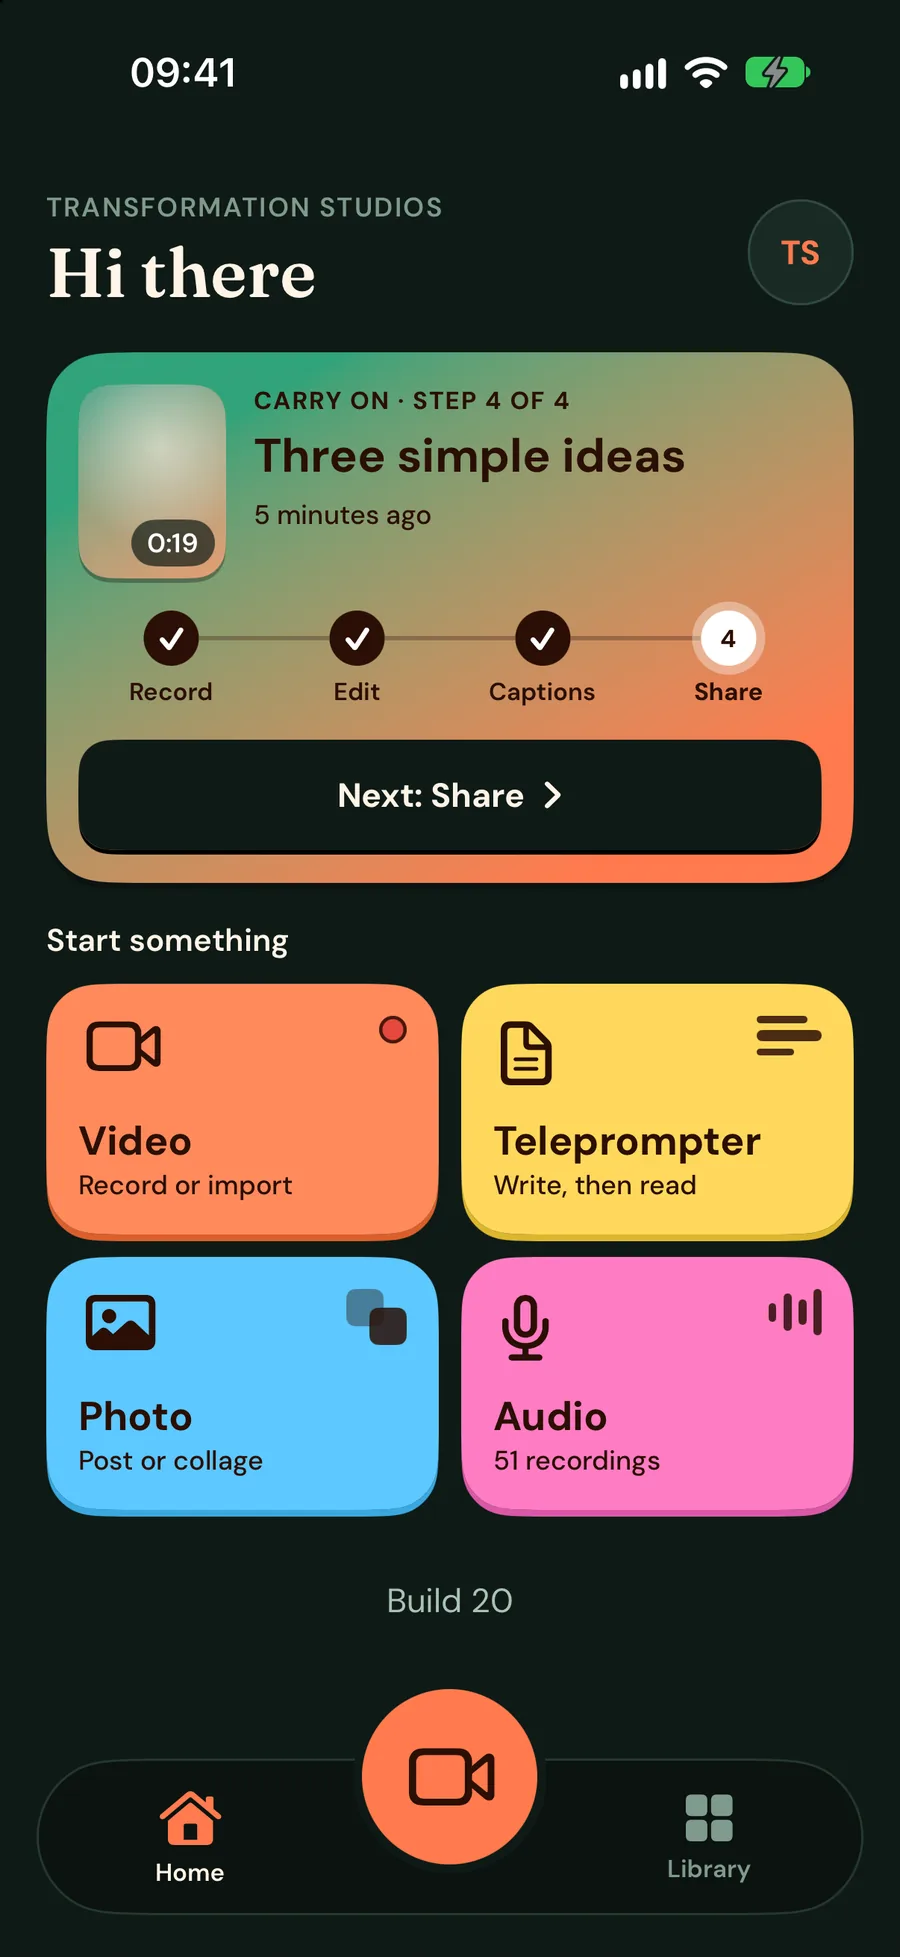 09:41
TRANSFORMATION STUDIOS
Hi there
TS
CARRY ON · STEP 4 OF 4
Three simple ideas
5 minutes ago
0:19
4
Record
Edit
Captions
Share
Next: Share
Start something
Video
Record or import
Teleprompter
Write, then read
Photo
Post or collage
Audio
51 recordings
Build 20
Home
Library